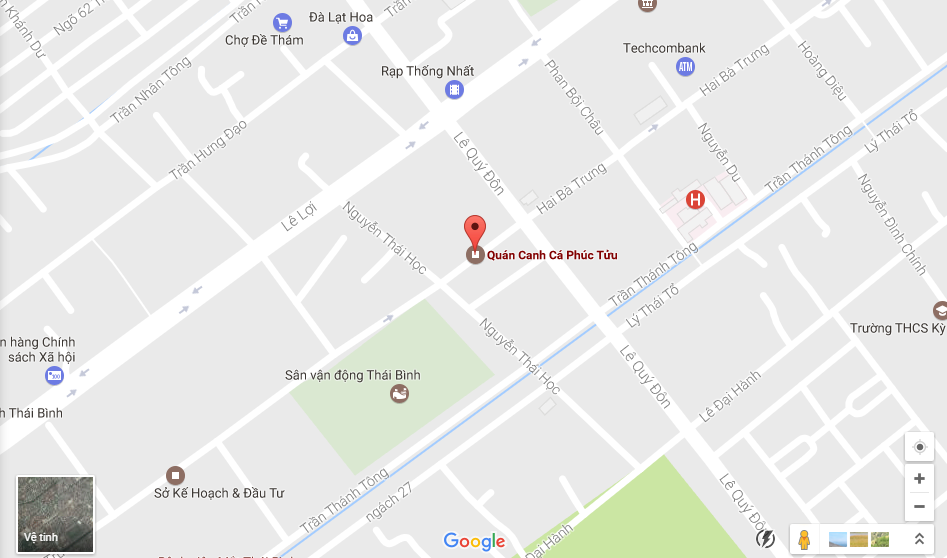 Đà Lạt Hoa
Chợ Đề Thám
Ngõ 62
Khánh Dư
Trần
Trần Nhân Tông
Rạp Thống Nhất
Techcombank
ATM
Hai Bà Trưng
Hoàng Diệu
Phan Bội Châu
Trần Hưng Đạo
Lê Quý Đôn
Nguyễn Du
Trần Thánh Tông
Lý Thái Tổ
Hai Bà Trưng
H
Nguyễn Đình Chính
Lê Lợi
Nguyễn Thái Học
Quán Canh Cá Phúc Tửu
Trần Thánh Tông
Lý Thái Tổ
Trường THCS Kỳ
n hàng Chính
sách Xã hội
Nguyễn Thái Học
Lê Quý Đôn
Sân vận động Thái Bình
Lê Đại Hành
h Thái Bình
Sở Kế Hoạch & Đầu Tư
Trần Thánh Tông
ngách 27
Lê Quý Đôn
Đại Hành
Vệ tinh
Google